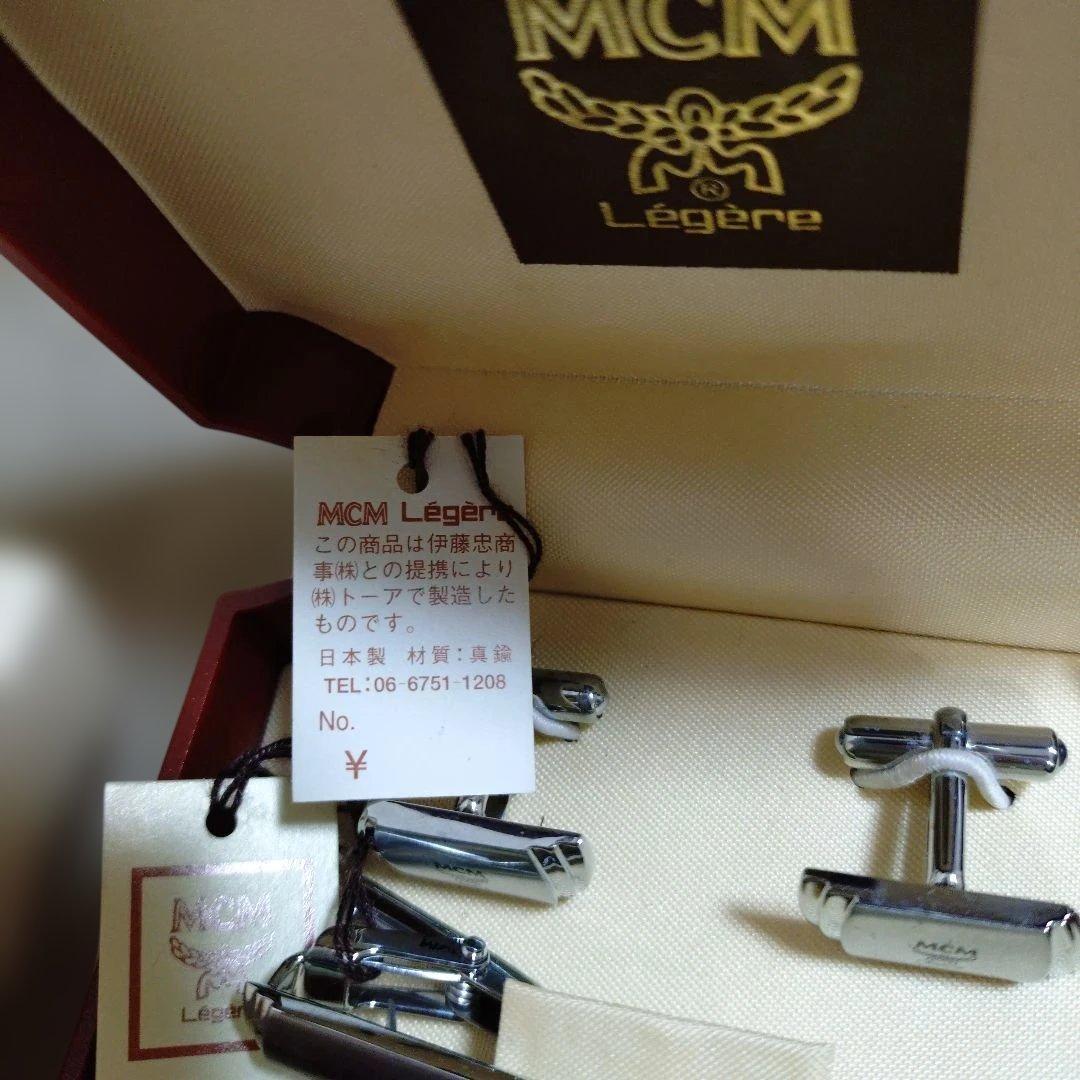 MCM
®
Légère
MCM Légère
この商品は伊藤忠商
事㈱との提携により
㈱トーアで製造した
ものです。
日本製 材質：真鍮
TEL：06-6751-1208
No.
¥
MCM
MCM
Légère
MCM
MCM